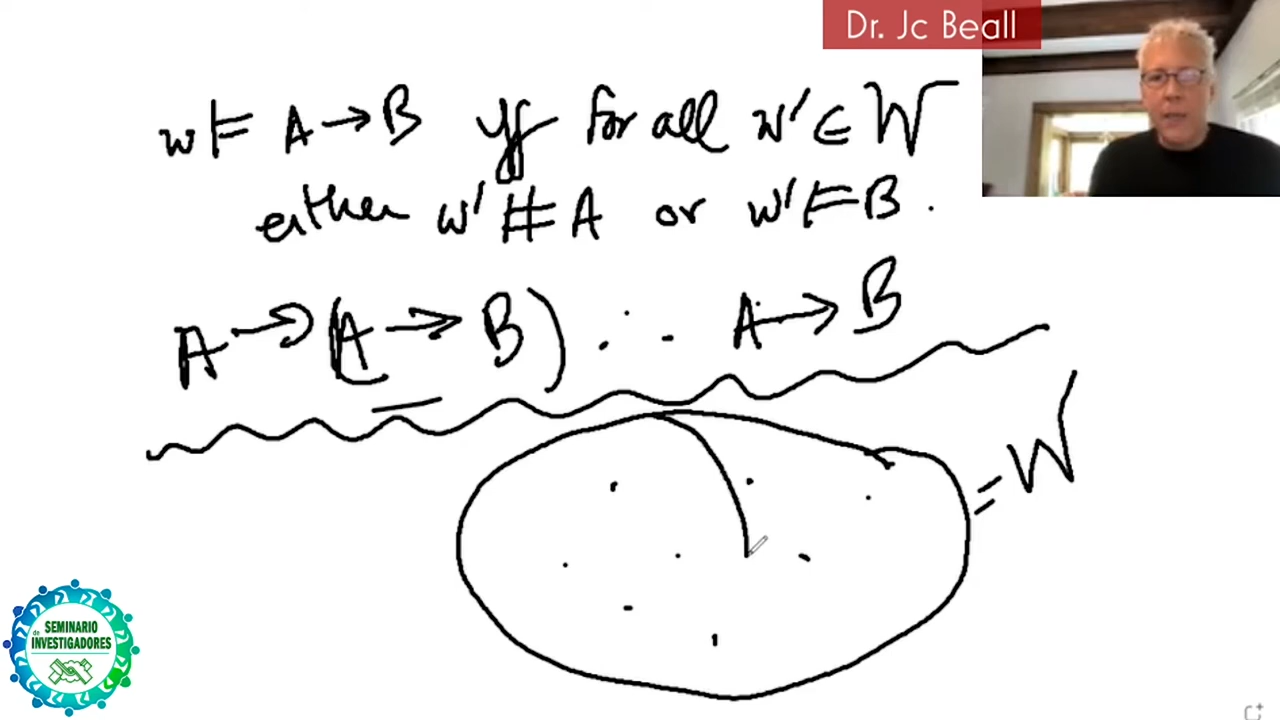 Dr. Jc Beall
w ⊨ A → B iff for all w' ∈ W
either w' ⊭ A or w' ⊨ B .
A → (A → B) ∴ A → B
= W
SEMINARIO
de INVESTIGADORES